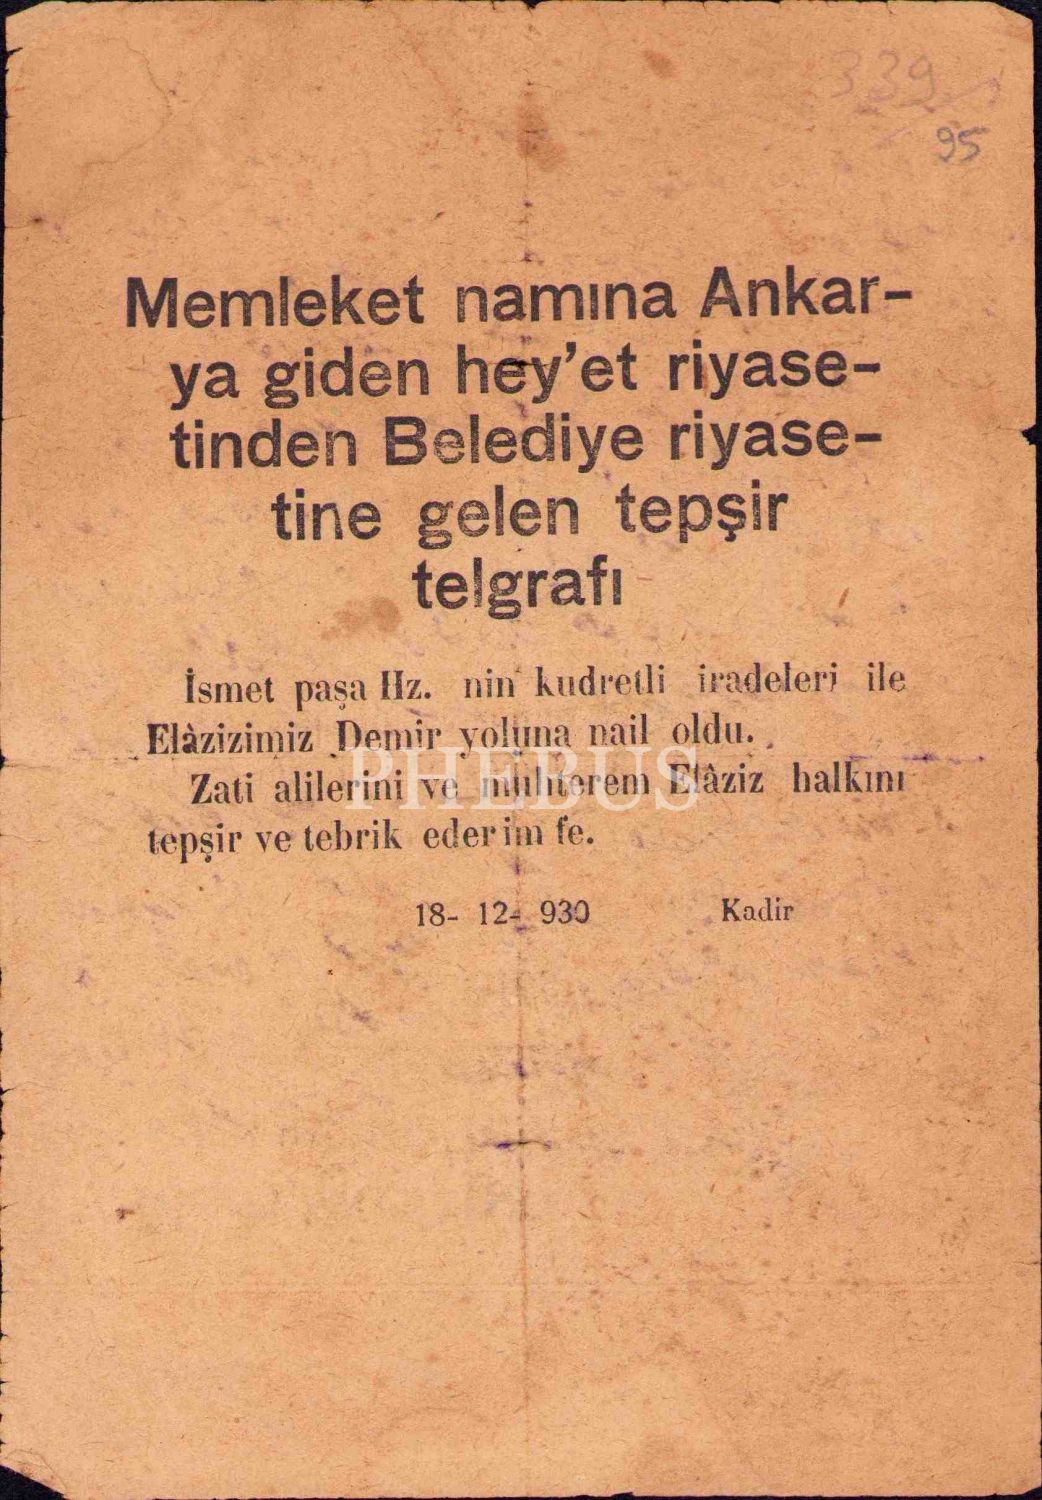 339
95
Memleket namına Ankar-
ya giden hey'et riyase-
tinden Belediye riyase-
tine gelen tepşir
telgrafı
İsmet paşa Hz. nin kudretli iradeleri ile
Elâzizimiz Demir yoluna nail oldu.
PHEBUS
Zati alilerini ve muhterem Elâziz halkını
tepşir ve tebrik ederim fe.
18- 12- 930 Kadir